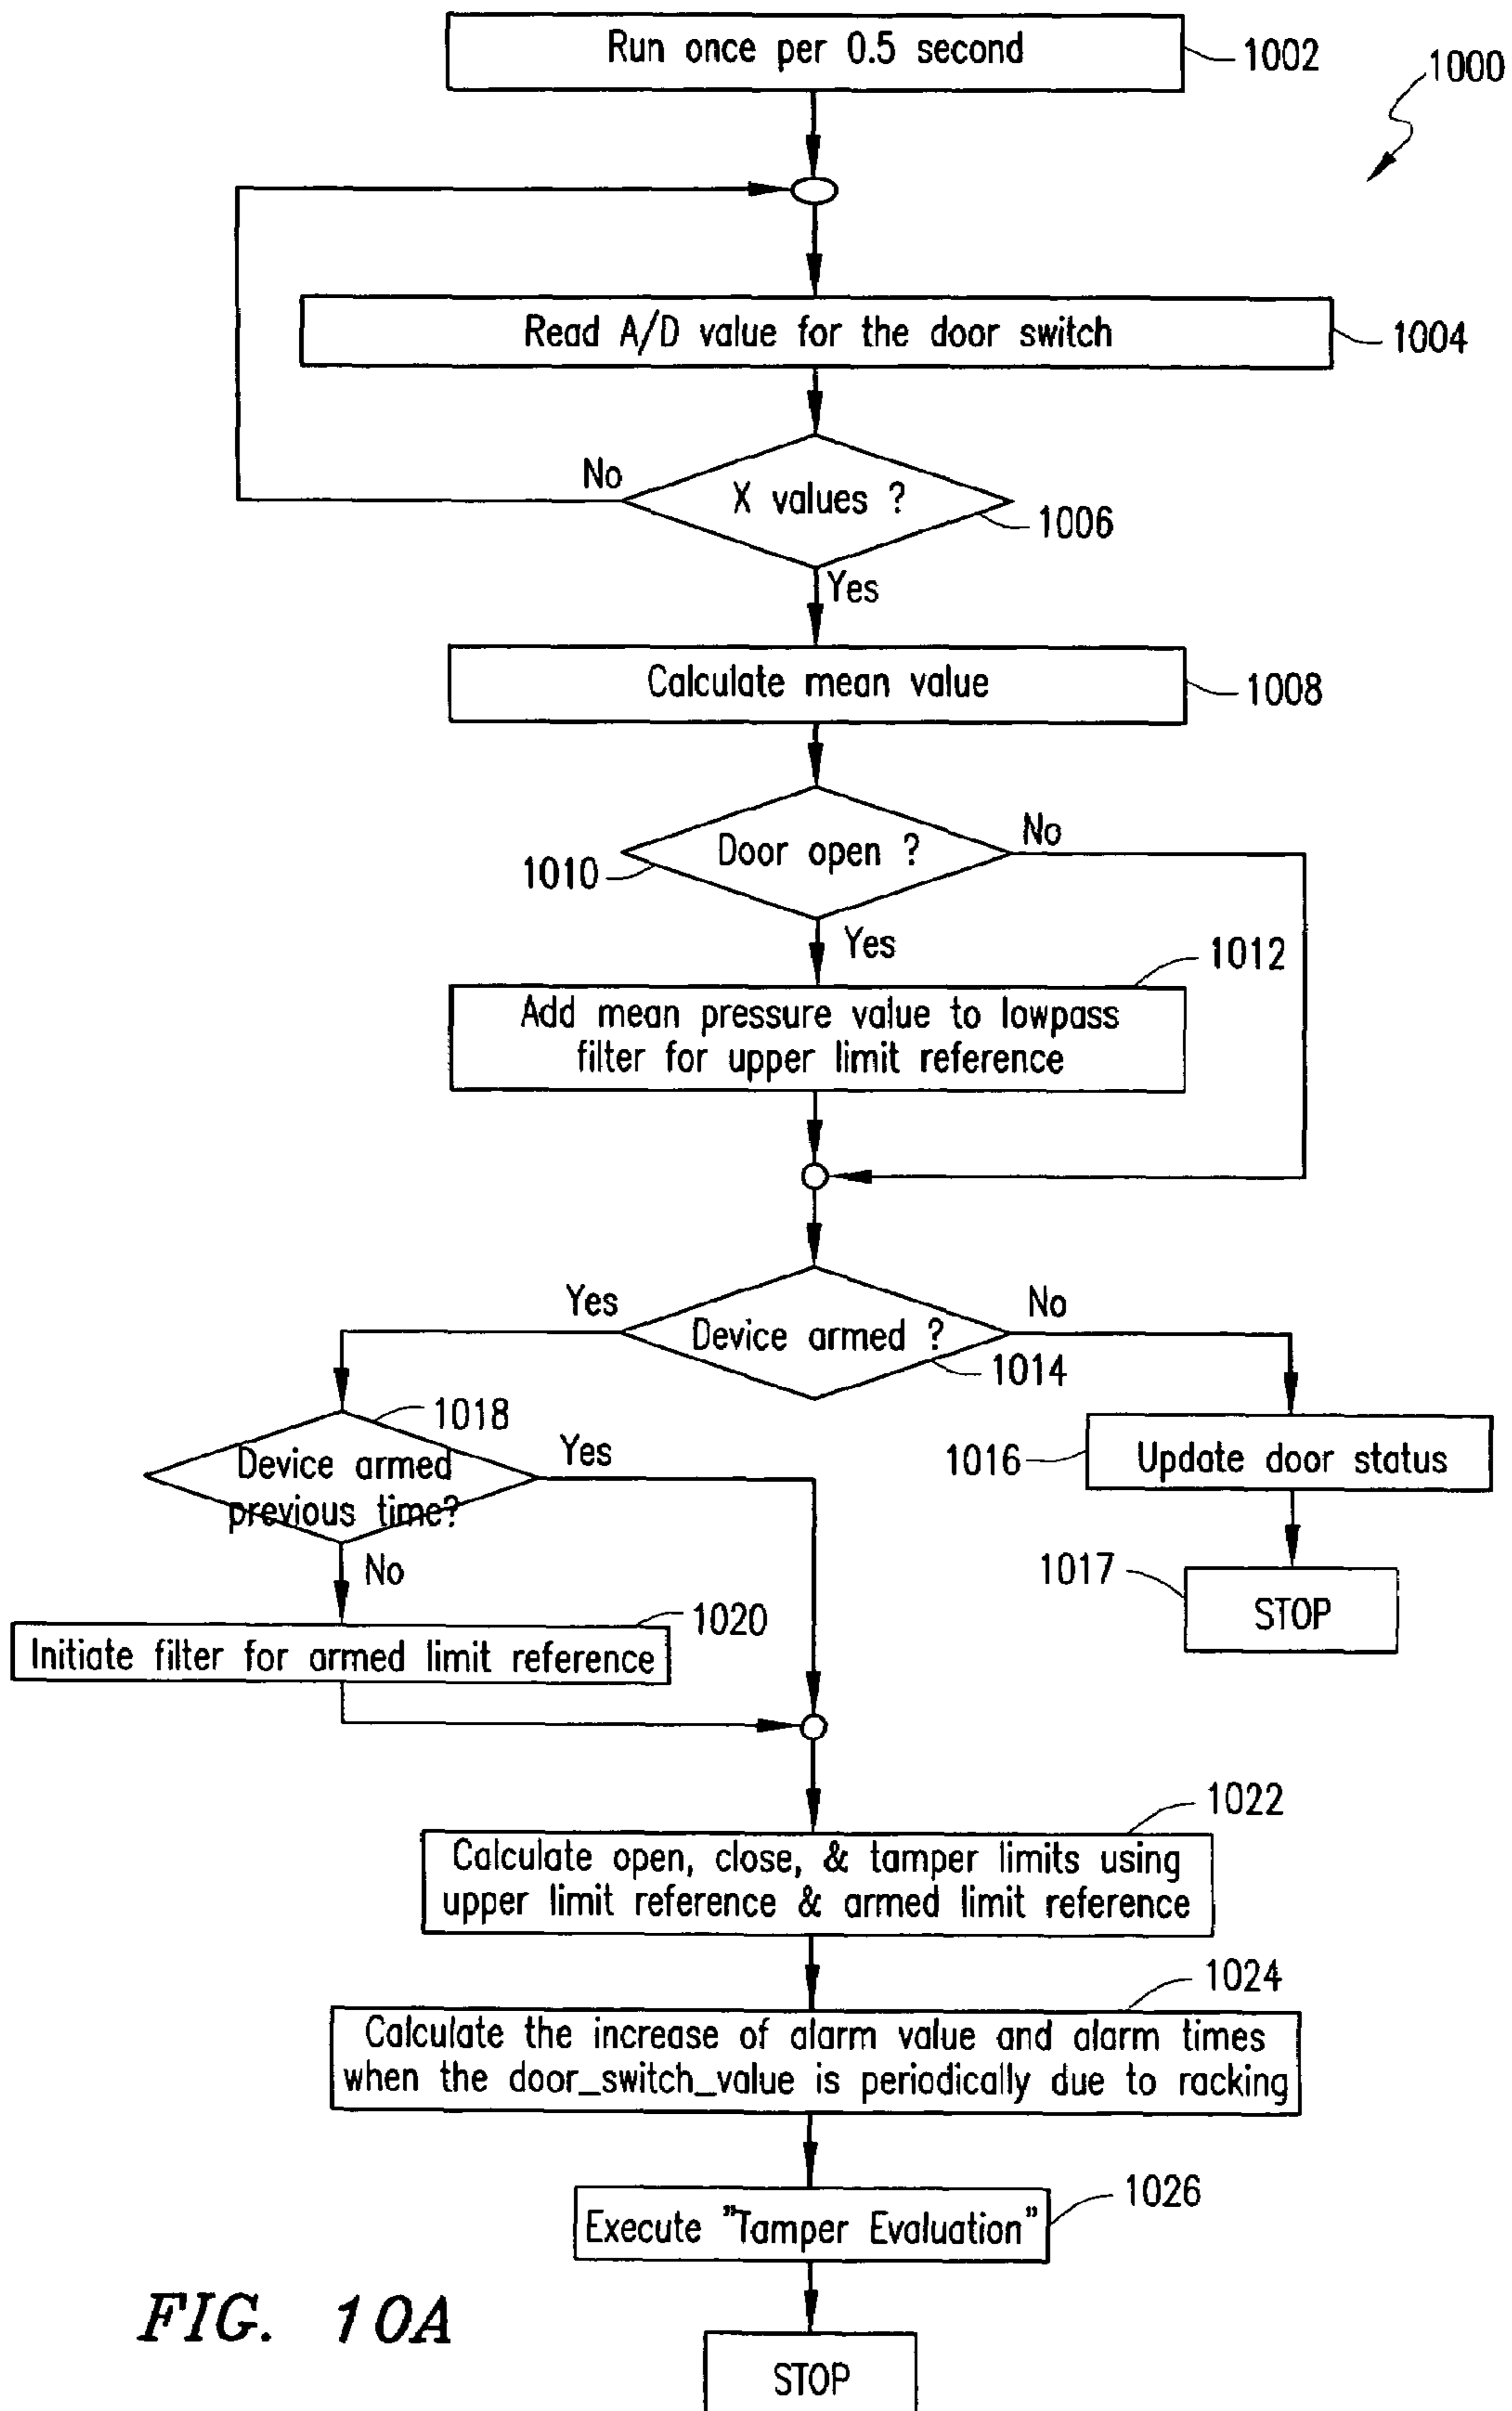 Run once per 0.5 second
1002
1000
Read A/D value for the door switch
1004
No
X values ?
1006
Yes
Calculate mean value
1008
Door open ?
No
1010
Yes
1012
Add mean pressure value to lowpass
filter for upper limit reference
Yes
No
Device armed ?
1014
1018
Device armed
previous time?
Yes
1016
Update door status
No
1017
STOP
1020
Initiate filter for armed limit reference
1022
Calculate open, close, & tamper limits using
upper limit reference & armed limit reference
1024
Calculate the increase of alarm value and alarm times
when the door_switch_value is periodically due to racking
1026
Execute "Tamper Evaluation"
FIG. 10A
STOP